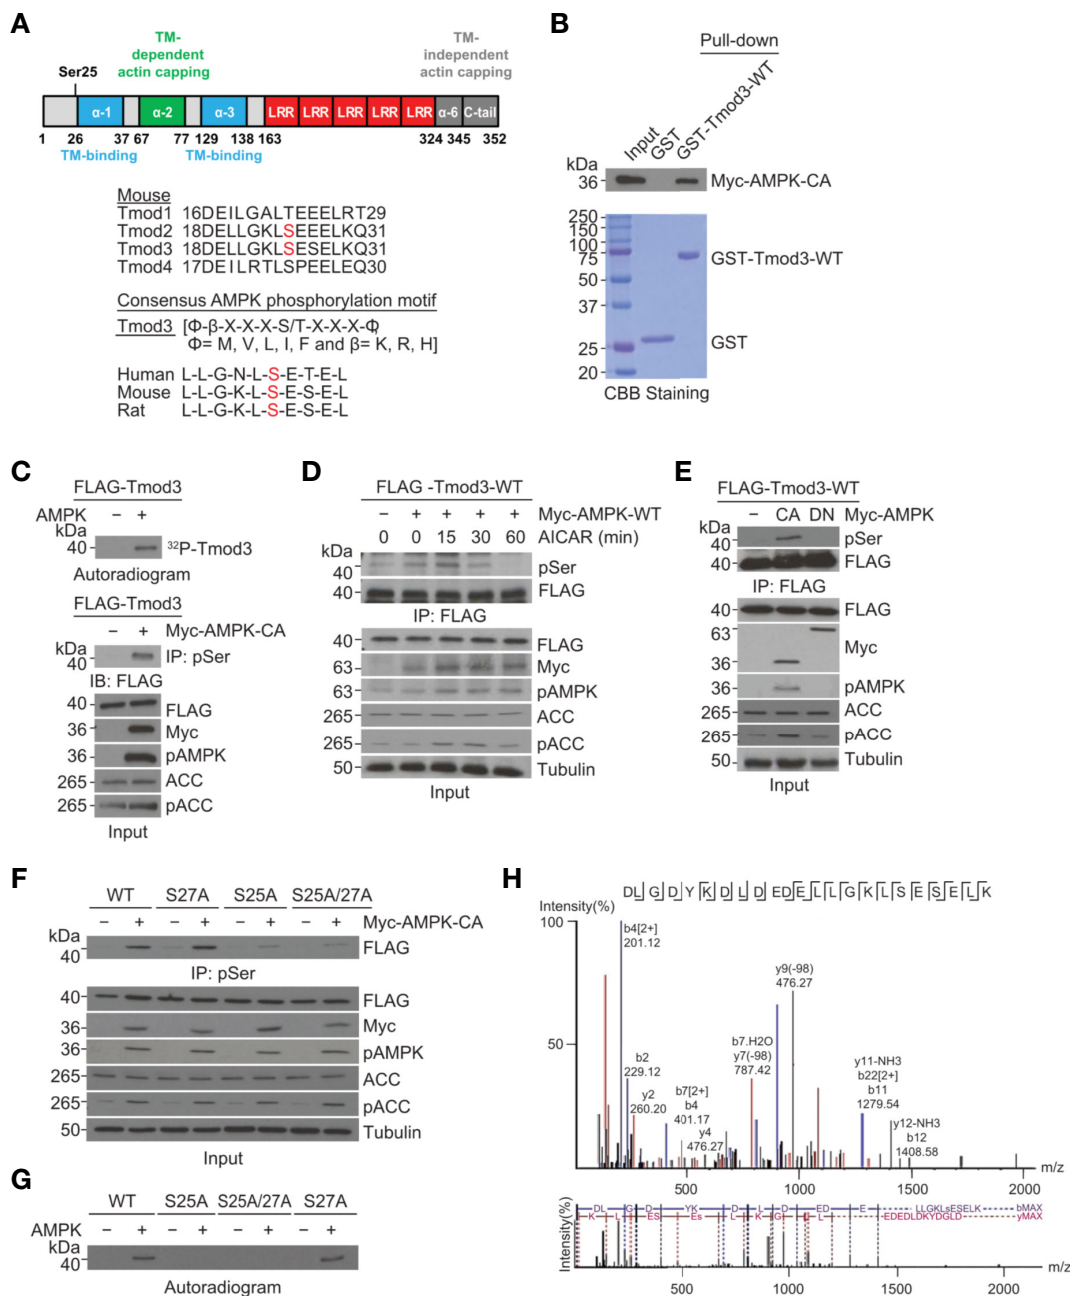 A
TM-
dependent
actin capping
TM-
independent
actin capping
Ser25
α-1 α-2 α-3 LRR LRR LRR LRR LRR α-6 C-tail
1 26 37 67 77 129 138 163 324 345 352
TM-binding TM-binding
Mouse
Tmod1 16DEILGALTEEELRT29
Tmod2 18DELLGKLSEEELKQ31
Tmod3 18DELLGKLSESELKQ31
Tmod4 17DEILRTLSPEELEQ30
Consensus AMPK phosphorylation motif
Tmod3 [Φ-β-X-X-X-S/T-X-X-X-Φ,
Φ= M, V, L, I, F and β= K, R, H]
Human L-L-G-N-L-S-E-T-E-L
Mouse L-L-G-K-L-S-E-S-E-L
Rat L-L-G-K-L-S-E-S-E-L
B
Pull-down
Input GST GST-Tmod3-WT
kDa
36 Myc-AMPK-CA
250
150
100
75 GST-Tmod3-WT
50
37
GST
25
20
CBB Staining
C
FLAG-Tmod3
AMPK − +
kDa
40 ³²P-Tmod3
Autoradiogram
FLAG-Tmod3
− + Myc-AMPK-CA
kDa
40 IP: pSer
IB: FLAG
40 FLAG
36 Myc
36 pAMPK
265 ACC
265 pACC
Input
D
FLAG -Tmod3-WT
− + + + + Myc-AMPK-WT
0 0 15 30 60 AICAR (min)
kDa
40 pSer
40 FLAG
IP: FLAG
40 FLAG
63 Myc
63 pAMPK
265 ACC
265 pACC
50 Tubulin
Input
E
FLAG-Tmod3-WT
− CA DN Myc-AMPK
kDa
40 pSer
40 FLAG
IP: FLAG
40 FLAG
63
Myc
36
36 pAMPK
265 ACC
265 pACC
50 Tubulin
Input
F
WT S27A S25A S25A/27A
− + − + − + − + Myc-AMPK-CA
kDa
40 FLAG
IP: pSer
40 FLAG
36 Myc
36 pAMPK
265 ACC
265 pACC
50 Tubulin
Input
G
WT S25A S25A/27A S27A
AMPK − + − + − + − +
kDa
40
Autoradiogram
H
DLGDYKDLDEDELLGKLSESELK
Intensity(%)
100
b4[2+]
201.12
y9(-98)
476.27
50
b7.H2O
y7(-98)
787.42
b2
229.12
y2
260.20
b7[2+]
b4
401.17
y4
476.27
y11-NH3
b22[2+]
b11
1279.54
y12-NH3
b12
1408.58
500 1000 1500 2000 m/z
Intensity(%)
DL G D YK D L D ED E LLGKLsESELK bMAX
K L ES Es L K G L L EDEDLDKYDGLD yMAX
500 1000 1500 2000 m/z